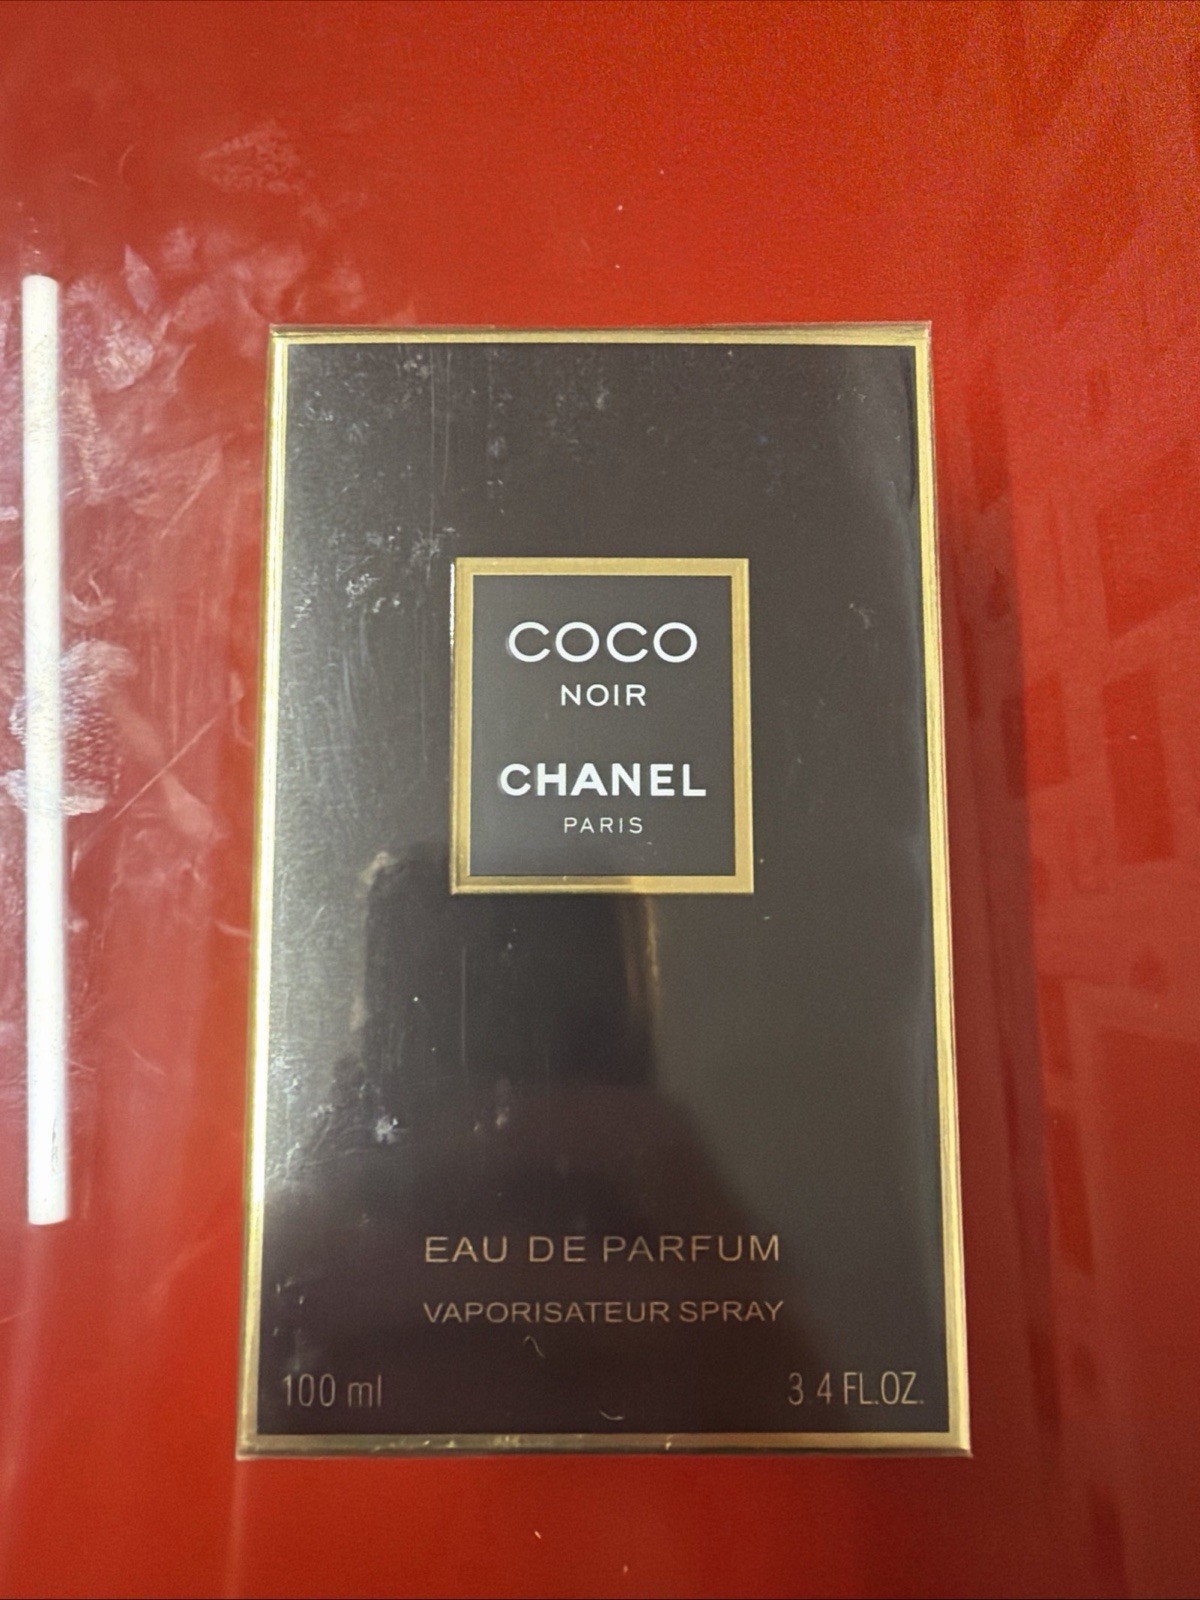 COCO
NOIR
CHANEL
PARIS
EAU DE PARFUM
VAPORISATEUR SPRAY
100 ml
3.4 FL.OZ.